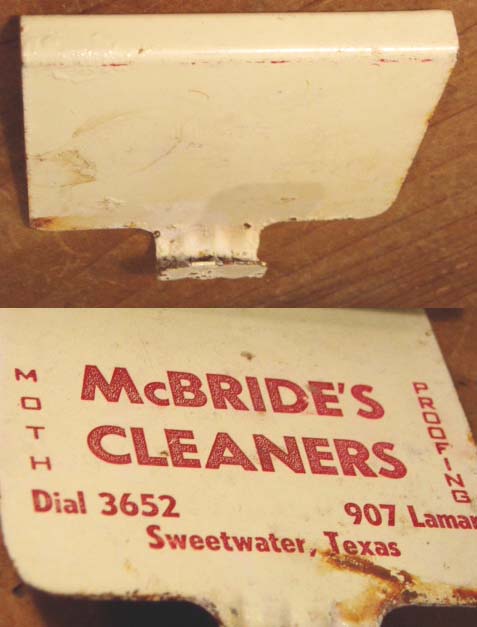 McBRIDE'S
CLEANERS
MOTH
PROOFING
Dial 3652
907 Lamar
Sweetwater, Texas